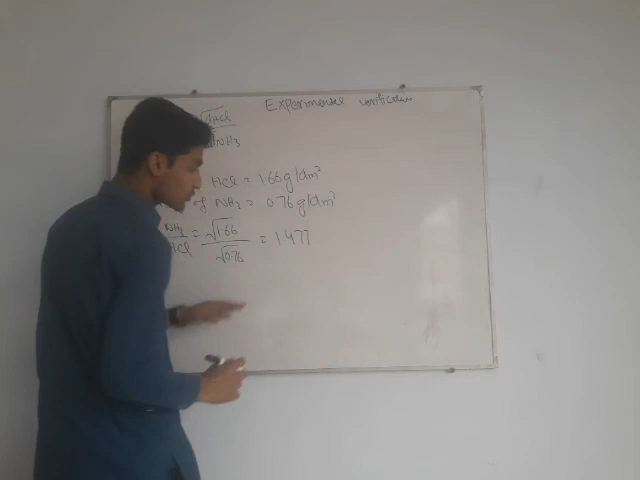 Experimental verification
√dHCl
NH3
HCl = 1.66 g/dm³
of NH3 = 0.76 g/dm³
NH3 = √1.66 = 1.477
HCl √0.76